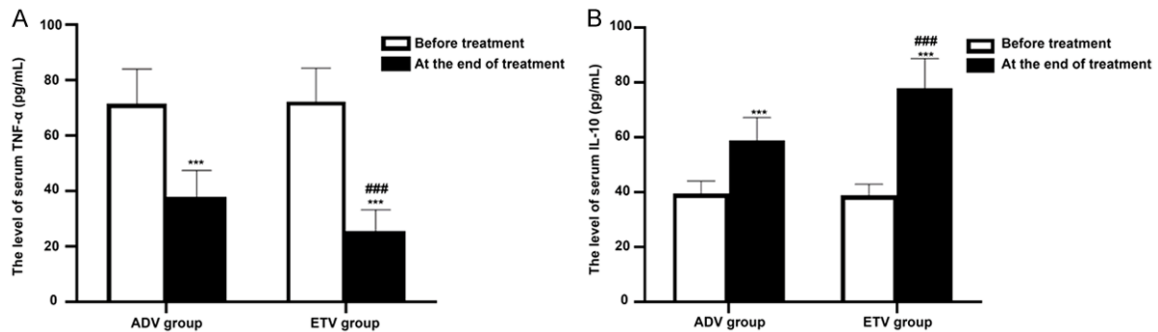 A
The level of serum TNF-α (pg/mL)
100
80
60
40
20
0
Before treatment
At the end of treatment
***
###
***
ADV group
ETV group
B
The level of serum IL-10 (pg/mL)
100
80
60
40
20
0
Before treatment
At the end of treatment
***
###
***
ADV group
ETV group